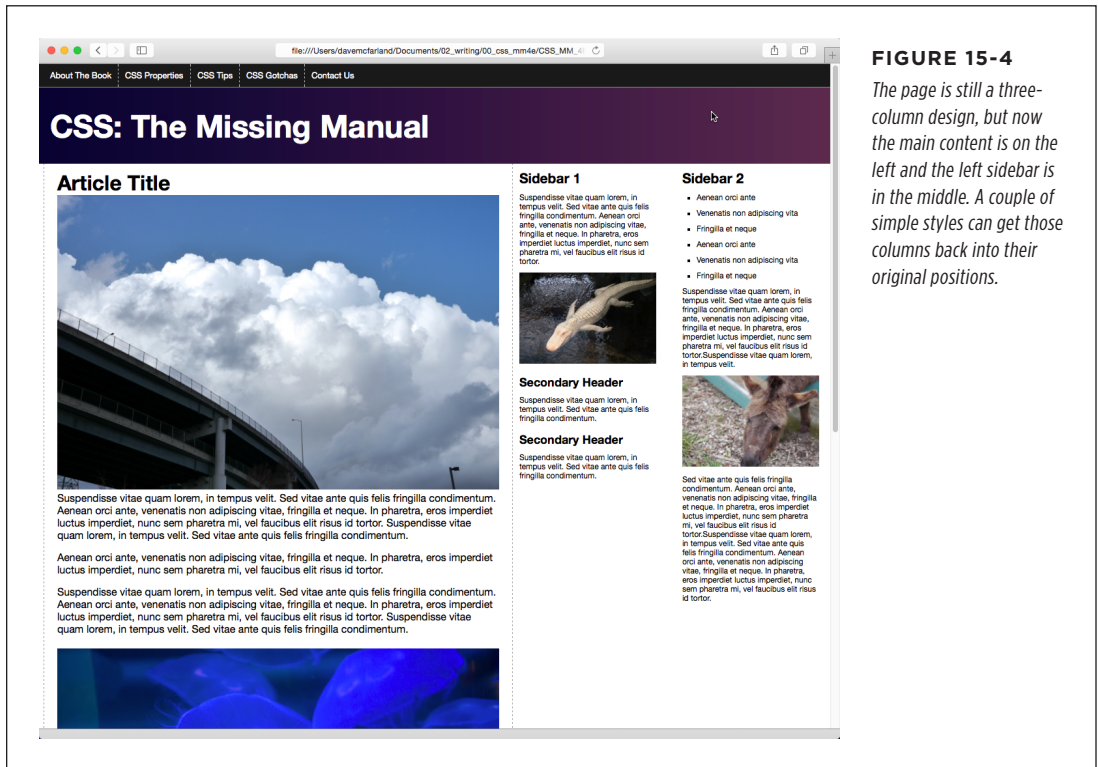 file:///Users/davemcfarland/Documents/02_writing/00_css_mm4e/CSS_MM_4
About The Book
CSS Properties
CSS Tips
CSS Gotchas
Contact Us
CSS: The Missing Manual
Article Title
Suspendisse vitae quam lorem, in tempus velit. Sed vitae ante quis felis fringilla condimentum.
Aenean orci ante, venenatis non adipiscing vitae, fringilla et neque. In pharetra, eros imperdiet
luctus imperdiet, nunc sem pharetra mi, vel faucibus elit risus id tortor. Suspendisse vitae
quam lorem, in tempus velit. Sed vitae ante quis felis fringilla condimentum.
Aenean orci ante, venenatis non adipiscing vitae, fringilla et neque. In pharetra, eros imperdiet
luctus imperdiet, nunc sem pharetra mi, vel faucibus elit risus id tortor.
Suspendisse vitae quam lorem, in tempus velit. Sed vitae ante quis felis fringilla condimentum.
Aenean orci ante, venenatis non adipiscing vitae, fringilla et neque. In pharetra, eros imperdiet
luctus imperdiet, nunc sem pharetra mi, vel faucibus elit risus id tortor. Suspendisse vitae
quam lorem, in tempus velit. Sed vitae ante quis felis fringilla condimentum.
Sidebar 1
Suspendisse vitae quam lorem, in
tempus velit. Sed vitae ante quis felis
fringilla condimentum. Aenean orci
ante, venenatis non adipiscing vitae,
fringilla et neque. In pharetra, eros
imperdiet luctus imperdiet, nunc sem
pharetra mi, vel faucibus elit risus id
tortor.
Secondary Header
Suspendisse vitae quam lorem, in
tempus velit. Sed vitae ante quis felis
fringilla condimentum.
Secondary Header
Suspendisse vitae quam lorem, in
tempus velit. Sed vitae ante quis felis
fringilla condimentum.
Sidebar 2
Aenean orci ante
Venenatis non adipiscing vita
Fringilla et neque
Aenean orci ante
Venenatis non adipiscing vita
Fringilla et neque
Suspendisse vitae quam lorem, in
tempus velit. Sed vitae ante quis felis
fringilla condimentum. Aenean orci
ante, venenatis non adipiscing vitae,
fringilla et neque. In pharetra, eros
imperdiet luctus imperdiet, nunc sem
pharetra mi, vel faucibus elit risus id
tortor.Suspendisse vitae quam lorem,
in tempus velit.
Sed vitae ante quis felis fringilla
condimentum. Aenean orci ante,
venenatis non adipiscing vitae, fringilla
et neque. In pharetra, eros imperdiet
luctus imperdiet, nunc sem pharetra
mi, vel faucibus elit risus id
tortor.Suspendisse vitae quam lorem,
in tempus velit. Sed vitae ante quis
felis fringilla condimentum. Aenean
orci ante, venenatis non adipiscing
vitae, fringilla et neque. In pharetra,
eros imperdiet luctus imperdiet, nunc
sem pharetra mi, vel faucibus elit risus
id tortor.
FIGURE 15-4
The page is still a three-
column design, but now
the main content is on the
left and the left sidebar is
in the middle. A couple of
simple styles can get those
columns back into their
original positions.